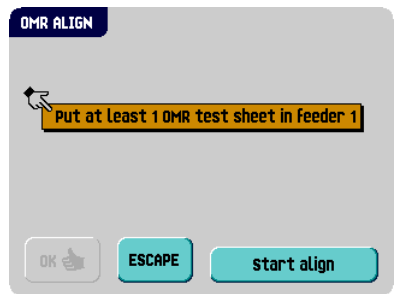 OMR ALIGN
Put at least 1 OMR test sheet in feeder 1
OK
ESCAPE
start align